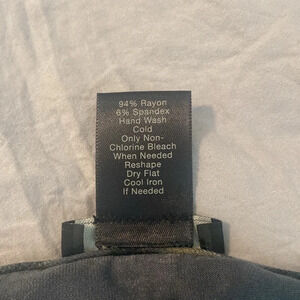 94% Rayon
6% Spandex
Hand Wash
Cold
Only Non-
Chlorine Bleach
When Needed
Reshape
Dry Flat
Cool Iron
If Needed